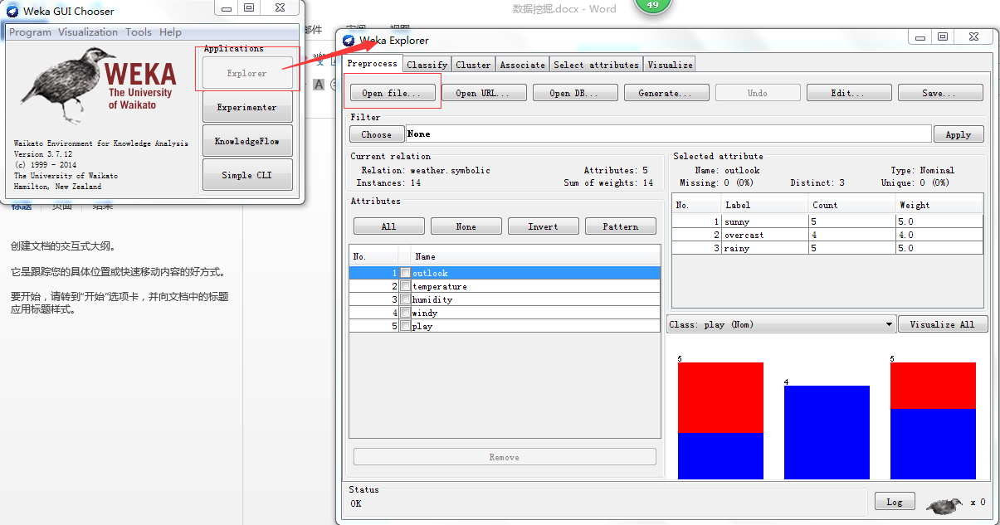 Weka GUI Chooser
Program Visualization Tools Help
WEKA
The University
of Waikato
Waikato Environment for Knowledge Analysis
Version 3.7.12
(c) 1999 - 2014
The University of Waikato
Hamilton, New Zealand
Applications
Explorer
Experimenter
KnowledgeFlow
Simple CLI
数据挖掘.docx - Word
49
邮件 审阅 视图
A
标题 页面 结果
创建文档的交互式大纲。
它是跟踪您的具体位置或快速移动内容的好方式。
要开始，请转到“开始”选项卡，并向文档中的标题
应用标题样式。
Weka Explorer
Preprocess Classify Cluster Associate Select attributes Visualize
Open file... Open URL... Open DB... Generate... Undo Edit... Save...
Filter
Choose None Apply
Current relation
Relation: weather.symbolic Attributes: 5
Instances: 14 Sum of weights: 14
Attributes
All None Invert Pattern
No. Name
1 outlook
2 temperature
3 humidity
4 windy
5 play
Remove
Selected attribute
Name: outlook Type: Nominal
Missing: 0 (0%) Distinct: 3 Unique: 0 (0%)
No. Label Count Weight
1 sunny 5 5.0
2 overcast 4 4.0
3 rainy 5 5.0
Class: play (Nom) Visualize All
5 4 5
Status
OK
Log x 0